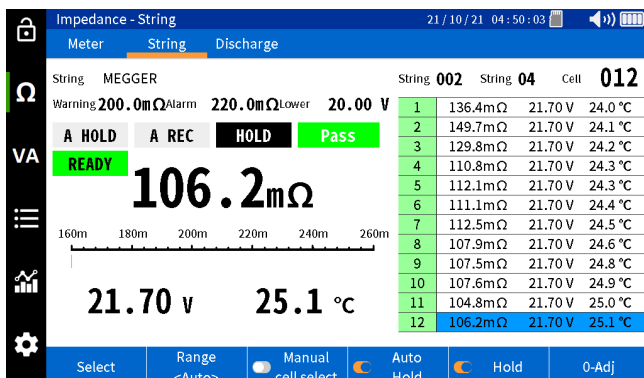 Impedance - String 21/10/21 04:50:03
Meter String Discharge
String MEGGER String 002 String 04 Cell 012
Warning 200.0mΩ Alarm 220.0mΩ Lower 20.00 V
A HOLD A REC HOLD Pass
READY
106.2mΩ
160m 180m 200m 220m 240m 260m
21.70 V 25.1 °C
1 136.4mΩ 21.70 V 24.0 °C
2 149.7mΩ 21.70 V 24.1 °C
3 129.8mΩ 21.70 V 24.2 °C
4 110.8mΩ 21.70 V 24.3 °C
5 112.1mΩ 21.70 V 24.3 °C
6 111.1mΩ 21.70 V 24.4 °C
7 112.5mΩ 21.70 V 24.5 °C
8 107.9mΩ 21.70 V 24.6 °C
9 107.5mΩ 21.70 V 24.8 °C
10 107.6mΩ 21.70 V 24.9 °C
11 104.8mΩ 21.70 V 25.0 °C
12 106.2mΩ 21.70 V 25.1 °C
Ω
VA
Select Range <Auto> Manual cell select Auto Hold Hold 0-Adj